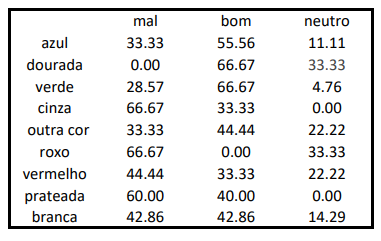 mal bom neutro
azul 33.33 55.56 11.11
dourada 0.00 66.67 33.33
verde 28.57 66.67 4.76
cinza 66.67 33.33 0.00
outra cor 33.33 44.44 22.22
roxo 66.67 0.00 33.33
vermelho 44.44 33.33 22.22
prateada 60.00 40.00 0.00
branca 42.86 42.86 14.29